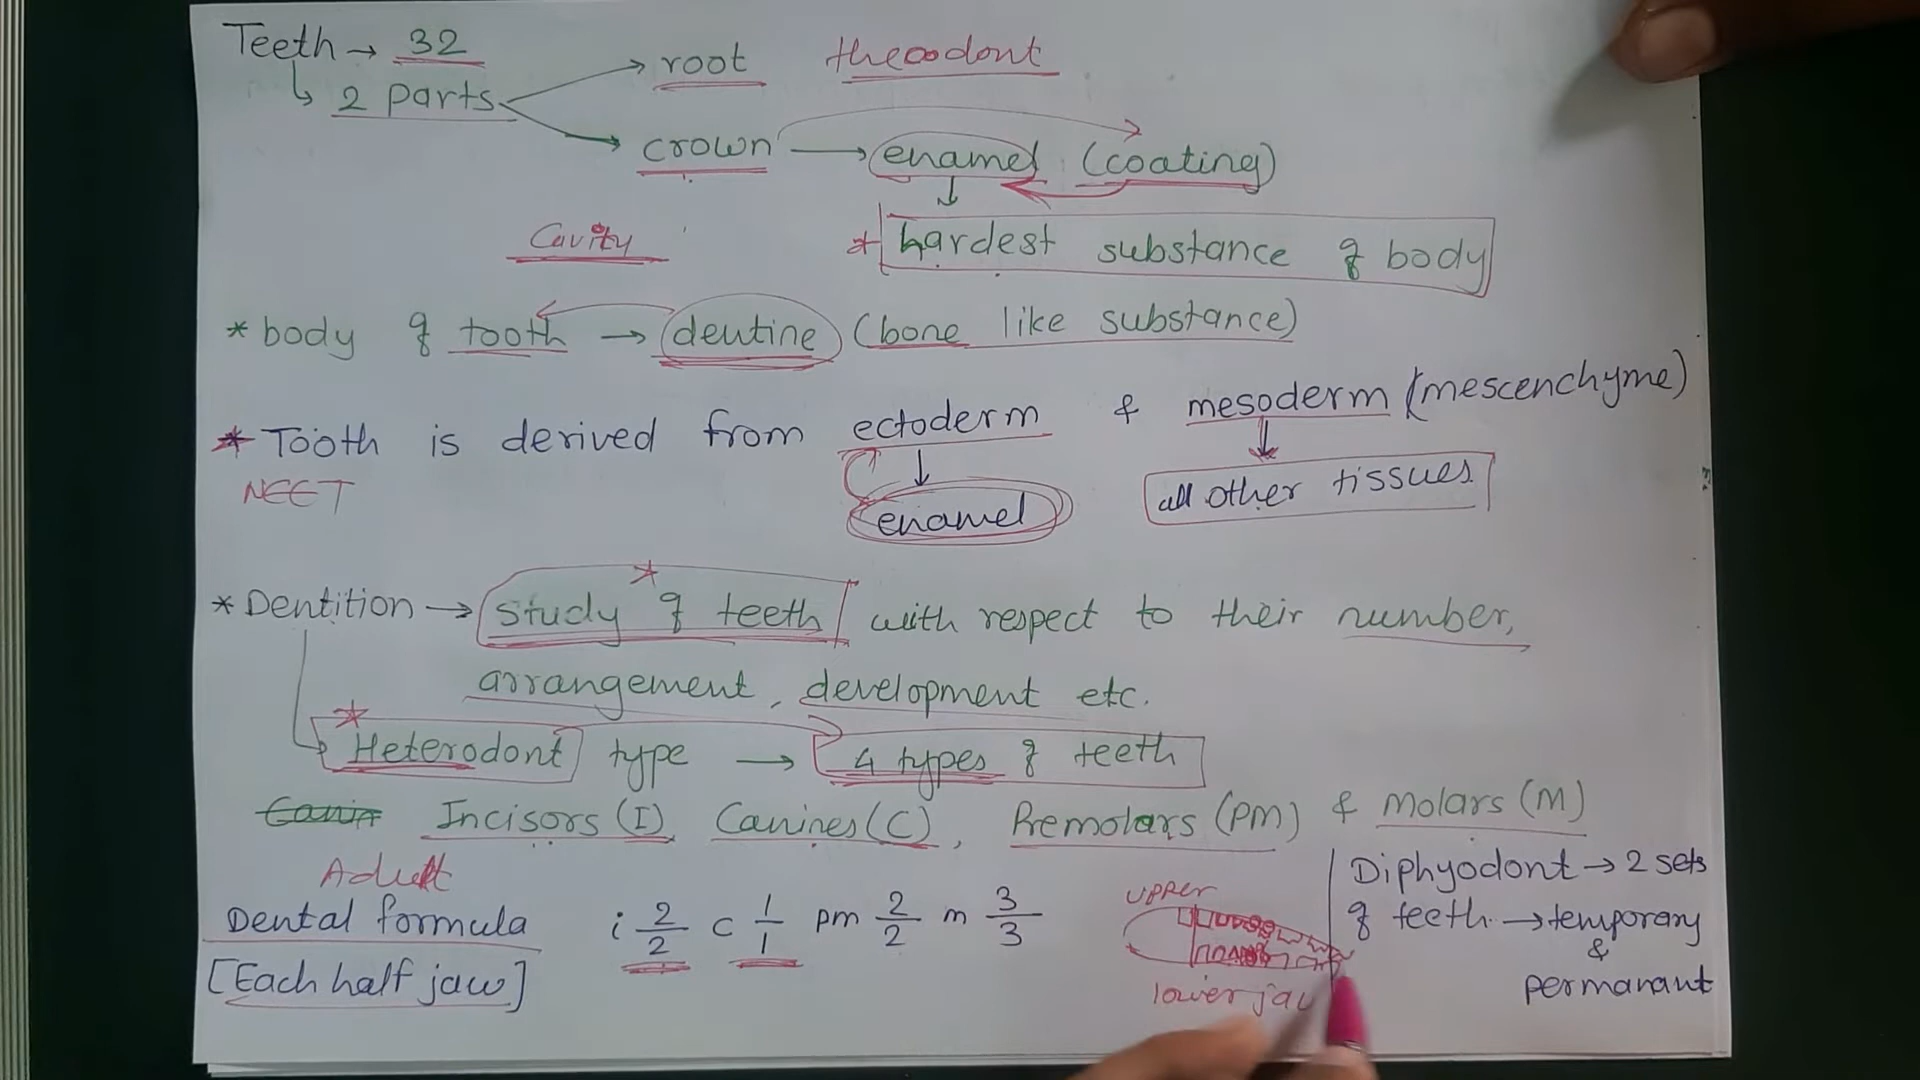 Teeth → 32
↳ 2 parts
→ root thecodont
→ crown → enamel (coating)
↓
Cavity
* hardest substance of body
* body of tooth → dentine (bone like substance)
* Tooth is derived from ectoderm & mesoderm (mescenchyme)
NEET
↓ enamel
↓ all other tissues
* Dentition → study of teeth with respect to their number,
arrangement, development etc.
* Heterodont type → 4 types of teeth
Canin Incisors (I), Canines (C), Premolars (PM) & Molars (M)
Adult
Dental formula i 2/2 c 1/1 pm 2/2 m 3/3
[Each half jaw]
upper
lower jaw
Diphyodont → 2 sets
of teeth → temporary
&
permanant